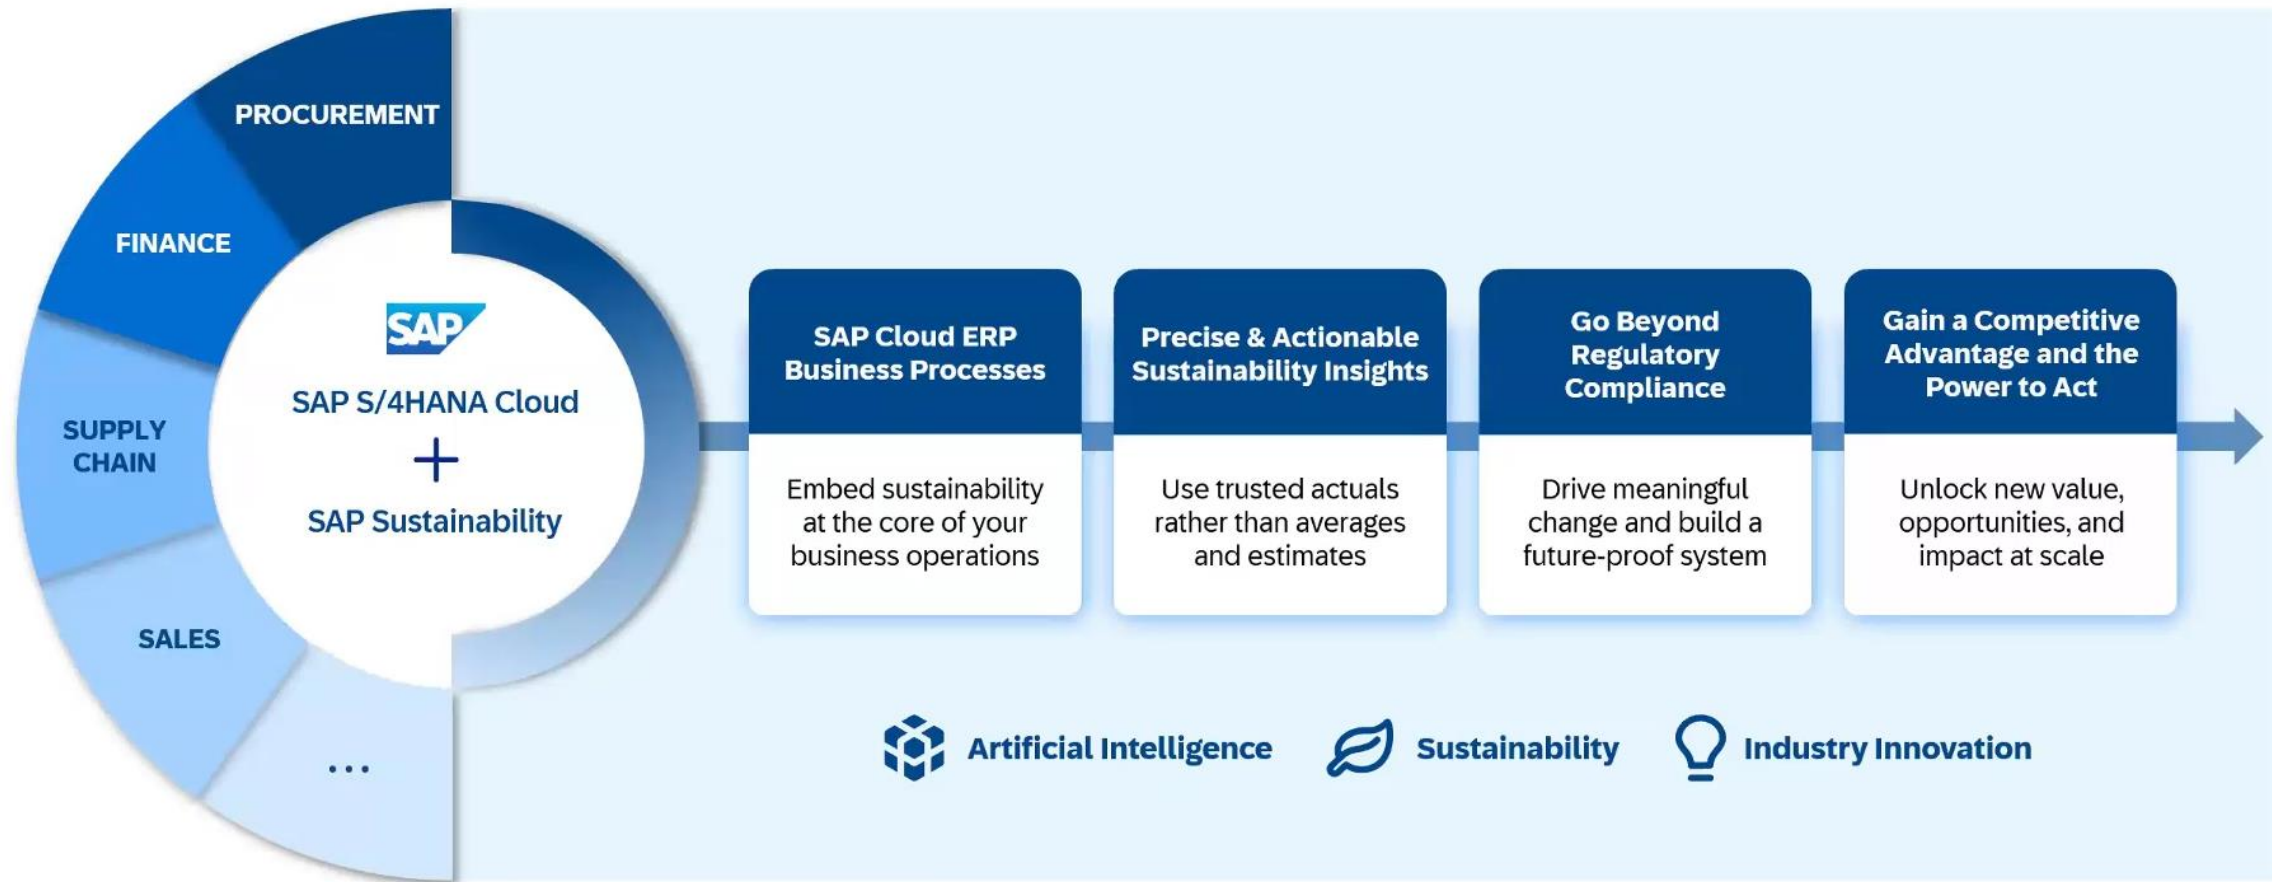 PROCUREMENT
FINANCE
SUPPLY
CHAIN
SALES
...
SAP
SAP S/4HANA Cloud
+
SAP Sustainability
SAP Cloud ERP
Business Processes
Embed sustainability
at the core of your
business operations
Precise & Actionable
Sustainability Insights
Use trusted actuals
rather than averages
and estimates
Go Beyond
Regulatory
Compliance
Drive meaningful
change and build a
future-proof system
Gain a Competitive
Advantage and the
Power to Act
Unlock new value,
opportunities, and
impact at scale
Artificial Intelligence
Sustainability
Industry Innovation